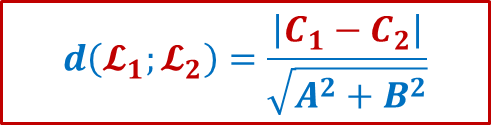 d(ℒ₁;ℒ₂) = |C₁ − C₂| / √(A² + B²)